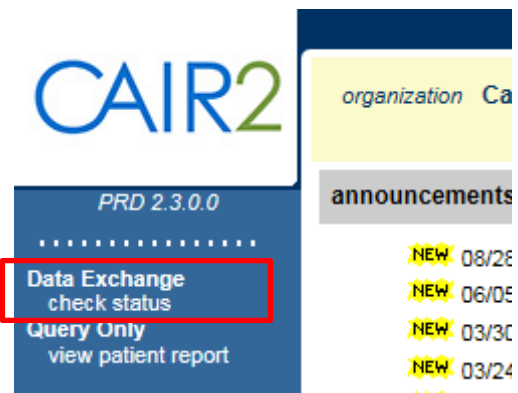 CAIR2
organization Ca
PRD 2.3.0.0
announcements
NEW 08/28
NEW 06/05
Data Exchange
check status
NEW 03/30
Query Only
view patient report
NEW 03/24